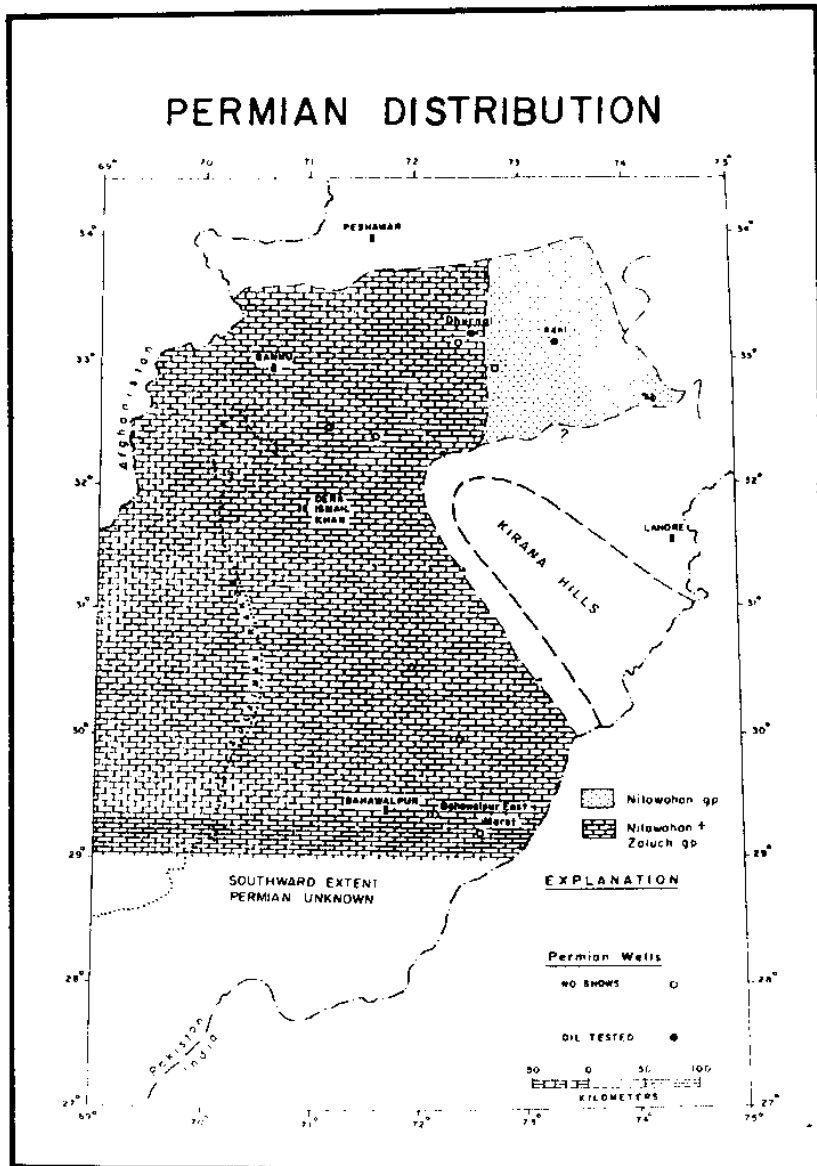 PERMIAN DISTRIBUTION
69° 70 71 72 73 74 75°
34° 34°
PESHAWAR
Dhurnal
Adhi
33° 33°
BANNU
Afghanistan
?
32° 32°
DERA
ISMAIL
KHAN
LAHORE
KIRANA HILLS
31° 31°
30° 30°
BAHAWALPUR
Bahawalpur East
Marot
Nilawahan gp
Nilawahan +
Zaluch gp
29° 29°
SOUTHWARD EXTENT
PERMIAN UNKNOWN
EXPLANATION
Permian Wells
28° 28°
NO SHOWS
OIL TESTED
Pakistan
India
50 0 50 100
KILOMETERS
27° 27°
69° 70° 71° 72° 73° 74° 75°